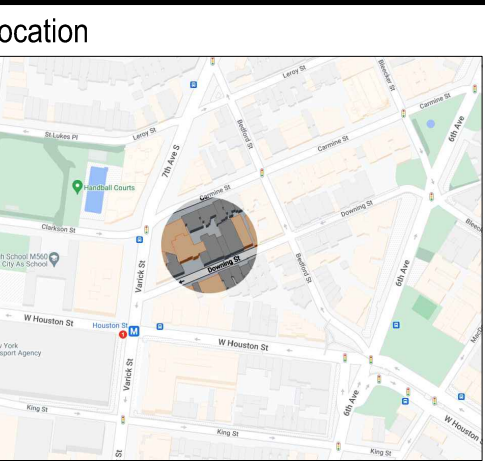 ocation
Leroy St
Bleecker St
Carmine St
6th Ave
St.Lukes Pl
Leroy St
7th Ave S
Bedford St
Carmine St
Handball Courts
Carmine St
Downing St
Clarkson St
h School M560
City As School
Downing St
Bedford St
Varick St
6th Ave
W Houston St
Houston St
1
M
W Houston St
York
sport Agency
Varick St
6th Ave
King St
King St
W Houston
St